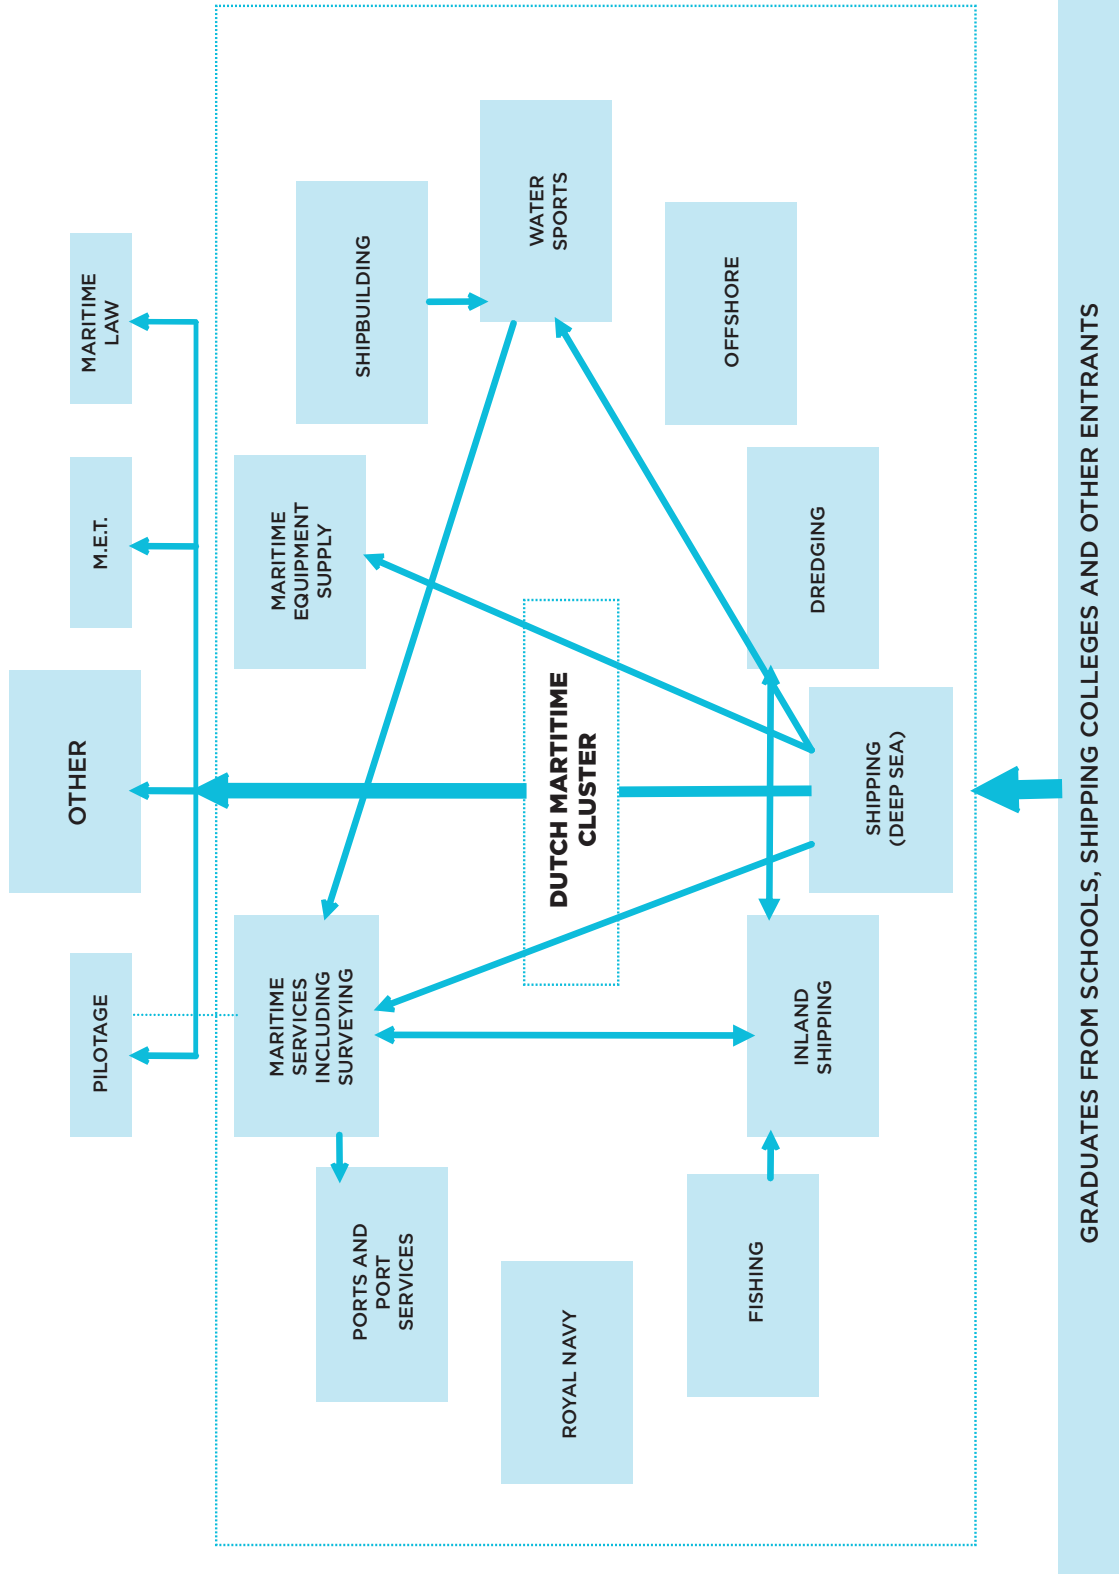 OTHER
PILOTAGE
M.E.T.
MARITIME
LAW
MARITIME
SERVICES
INCLUDING
SURVEYING
MARITIME
EQUIPMENT
SUPPLY
PORTS AND
PORT
SERVICES
SHIPBUILDING
ROYAL NAVY
DUTCH MARTITIME
CLUSTER
WATER
SPORTS
FISHING
OFFSHORE
INLAND
SHIPPING
DREDGING
SHIPPING
(DEEP SEA)
GRADUATES FROM SCHOOLS, SHIPPING COLLEGES AND OTHER ENTRANTS